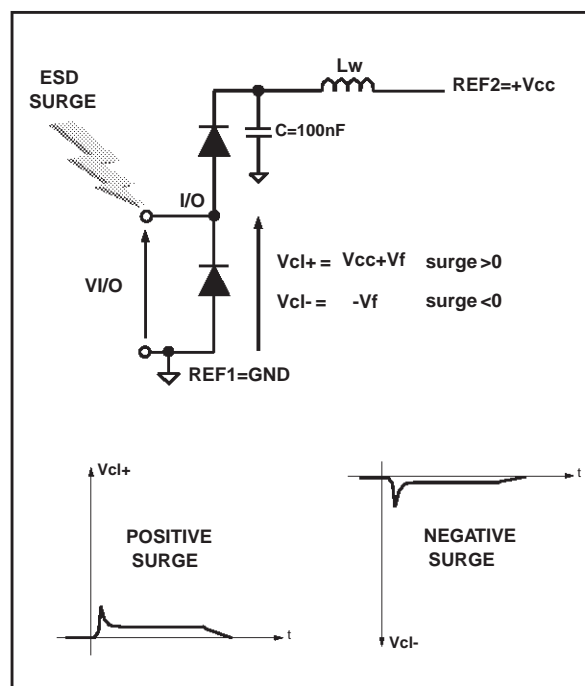 Lw
ESD
SURGE
REF2=+Vcc
C=100nF
I/O
Vcl+ = Vcc+Vf surge >0
VI/O
Vcl- = -Vf surge <0
REF1=GND
Vcl+
t
POSITIVE
SURGE
t
NEGATIVE
SURGE
Vcl-